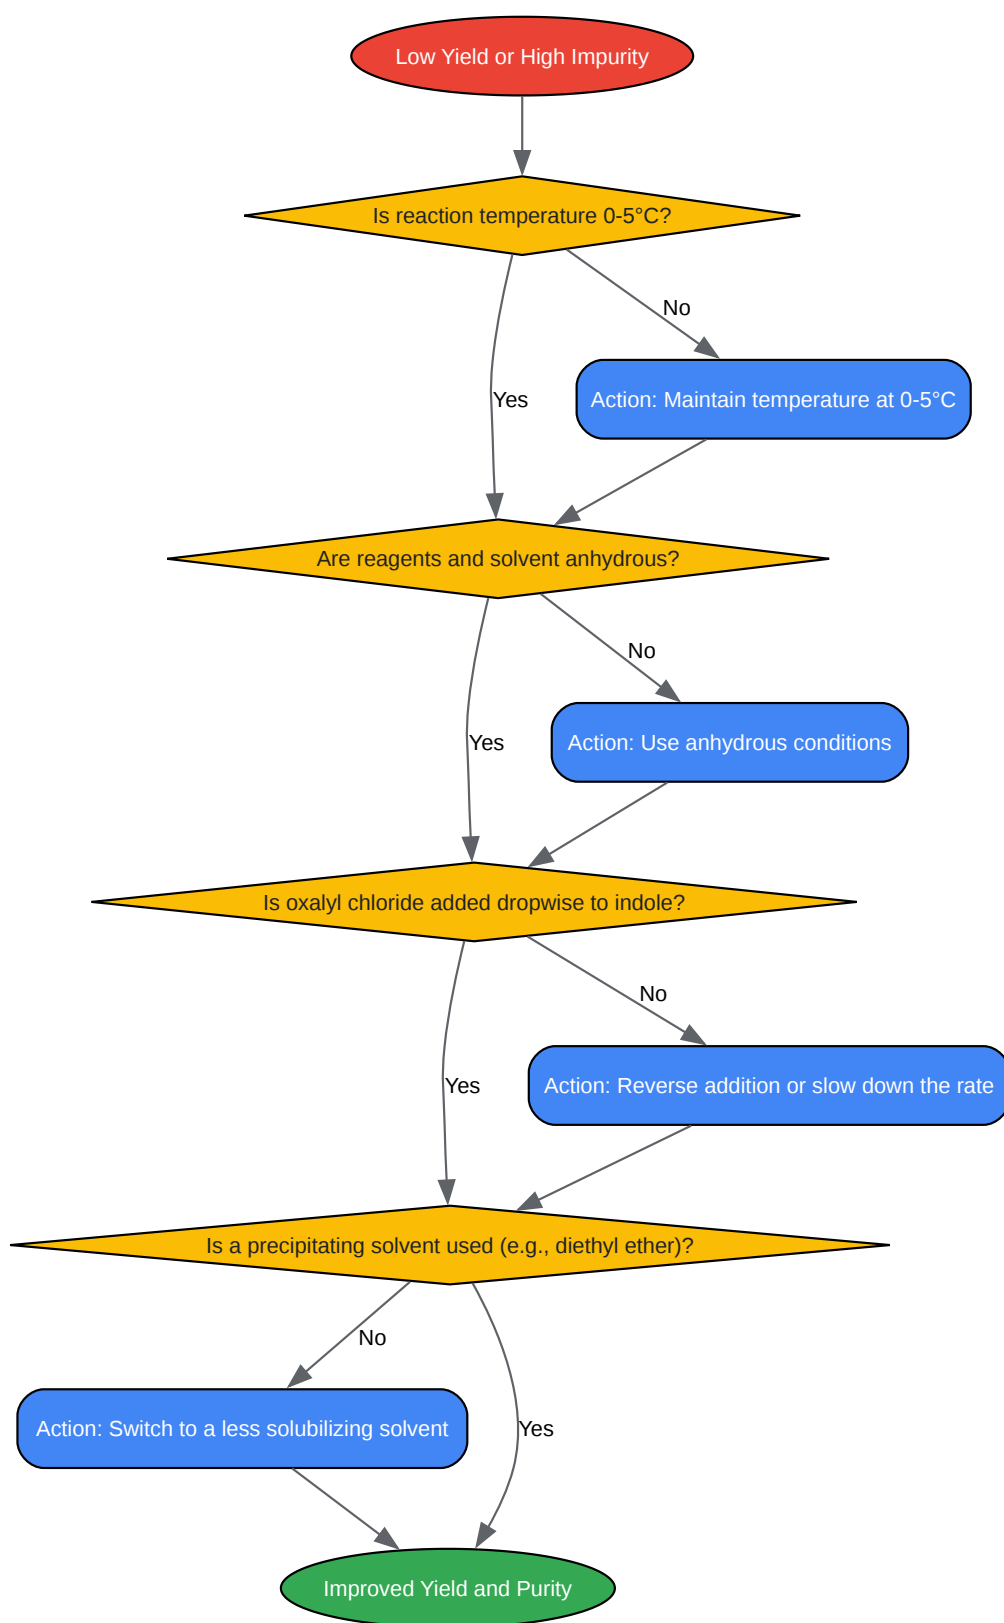 Low Yield or High Impurity
Is reaction temperature 0-5°C?
No
Yes
Action: Maintain temperature at 0-5°C
Are reagents and solvent anhydrous?
No
Yes
Action: Use anhydrous conditions
Is oxalyl chloride added dropwise to indole?
No
Yes
Action: Reverse addition or slow down the rate
Is a precipitating solvent used (e.g., diethyl ether)?
No
Action: Switch to a less solubilizing solvent
Yes
Improved Yield and Purity